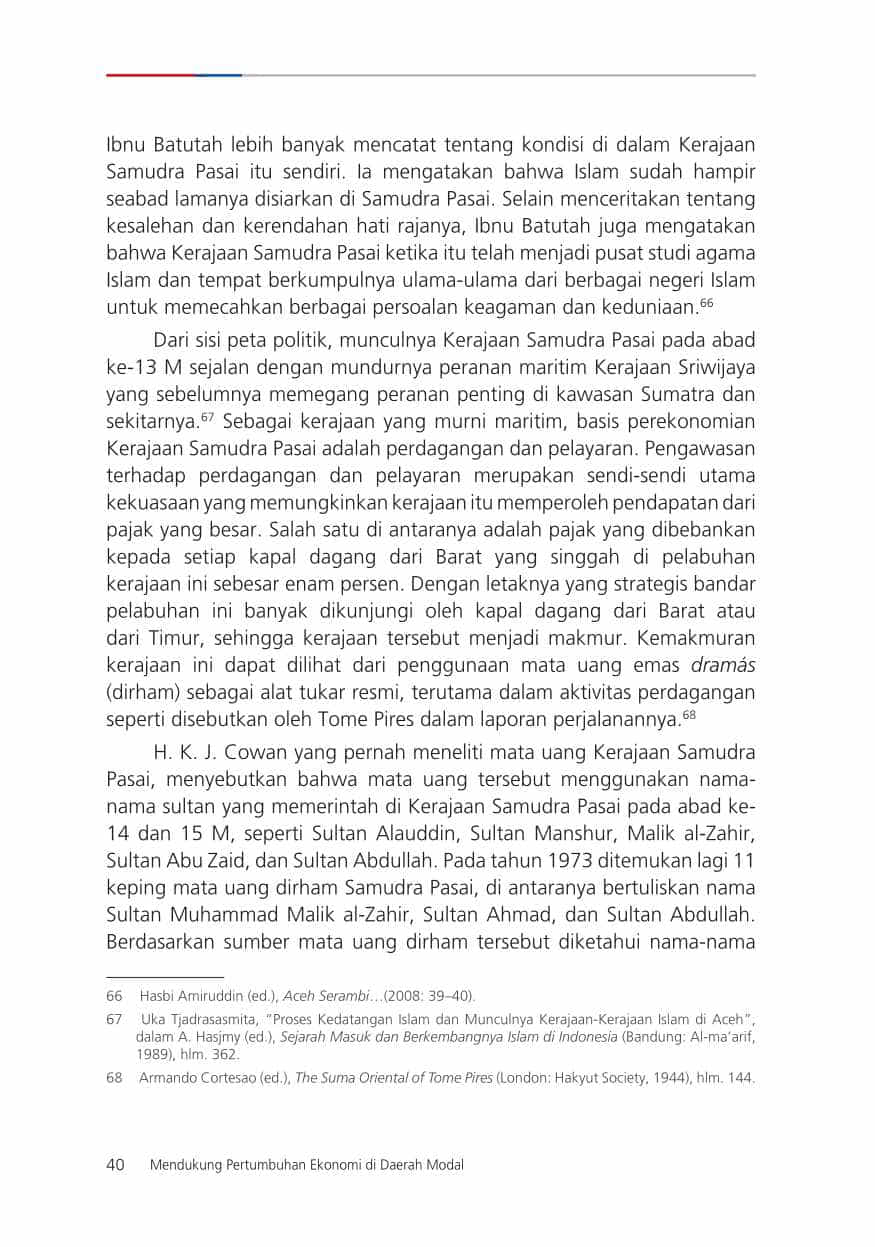 Ibnu Batutah lebih banyak mencatat tentang kondisi di dalam Kerajaan
Samudra Pasai itu sendiri. Ia mengatakan bahwa Islam sudah hampir
seabad lamanya disiarkan di Samudra Pasai. Selain menceritakan tentang
kesalehan dan kerendahan hati rajanya, Ibnu Batutah juga mengatakan
bahwa Kerajaan Samudra Pasai ketika itu telah menjadi pusat studi agama
Islam dan tempat berkumpulnya ulama-ulama dari berbagai negeri Islam
untuk memecahkan berbagai persoalan keagaman dan keduniaan.66
Dari sisi peta politik, munculnya Kerajaan Samudra Pasai pada abad
ke-13 M sejalan dengan mundurnya peranan maritim Kerajaan Sriwijaya
yang sebelumnya memegang peranan penting di kawasan Sumatra dan
sekitarnya.67 Sebagai kerajaan yang murni maritim, basis perekonomian
Kerajaan Samudra Pasai adalah perdagangan dan pelayaran. Pengawasan
terhadap perdagangan dan pelayaran merupakan sendi-sendi utama
kekuasaan yang memungkinkan kerajaan itu memperoleh pendapatan dari
pajak yang besar. Salah satu di antaranya adalah pajak yang dibebankan
kepada setiap kapal dagang dari Barat yang singgah di pelabuhan
kerajaan ini sebesar enam persen. Dengan letaknya yang strategis bandar
pelabuhan ini banyak dikunjungi oleh kapal dagang dari Barat atau
dari Timur, sehingga kerajaan tersebut menjadi makmur. Kemakmuran
kerajaan ini dapat dilihat dari penggunaan mata uang emas dramás
(dirham) sebagai alat tukar resmi, terutama dalam aktivitas perdagangan
seperti disebutkan oleh Tome Pires dalam laporan perjalanannya.68
H. K. J. Cowan yang pernah meneliti mata uang Kerajaan Samudra
Pasai, menyebutkan bahwa mata uang tersebut menggunakan nama-
nama sultan yang memerintah di Kerajaan Samudra Pasai pada abad ke-
14 dan 15 M, seperti Sultan Alauddin, Sultan Manshur, Malik al-Zahir,
Sultan Abu Zaid, dan Sultan Abdullah. Pada tahun 1973 ditemukan lagi 11
keping mata uang dirham Samudra Pasai, di antaranya bertuliskan nama
Sultan Muhammad Malik al-Zahir, Sultan Ahmad, dan Sultan Abdullah.
Berdasarkan sumber mata uang dirham tersebut diketahui nama-nama
66 Hasbi Amiruddin (ed.), Aceh Serambi…(2008: 39–40).
67 Uka Tjadrasasmita, “Proses Kedatangan Islam dan Munculnya Kerajaan-Kerajaan Islam di Aceh”,
dalam A. Hasjmy (ed.), Sejarah Masuk dan Berkembangnya Islam di Indonesia (Bandung: Al-ma’arif,
1989), hlm. 362.
68 Armando Cortesao (ed.), The Suma Oriental of Tome Pires (London: Hakyut Society, 1944), hlm. 144.
40 Mendukung Pertumbuhan Ekonomi di Daerah Modal